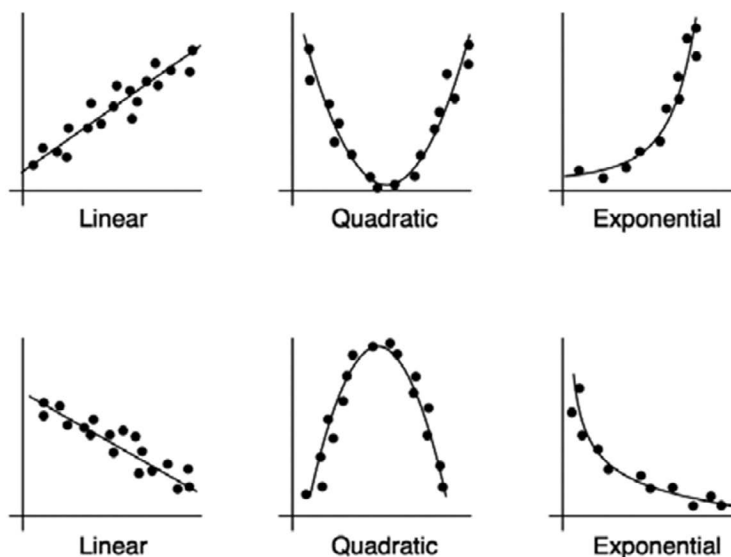 Linear
Quadratic
Exponential
Linear
Quadratic
Exponential